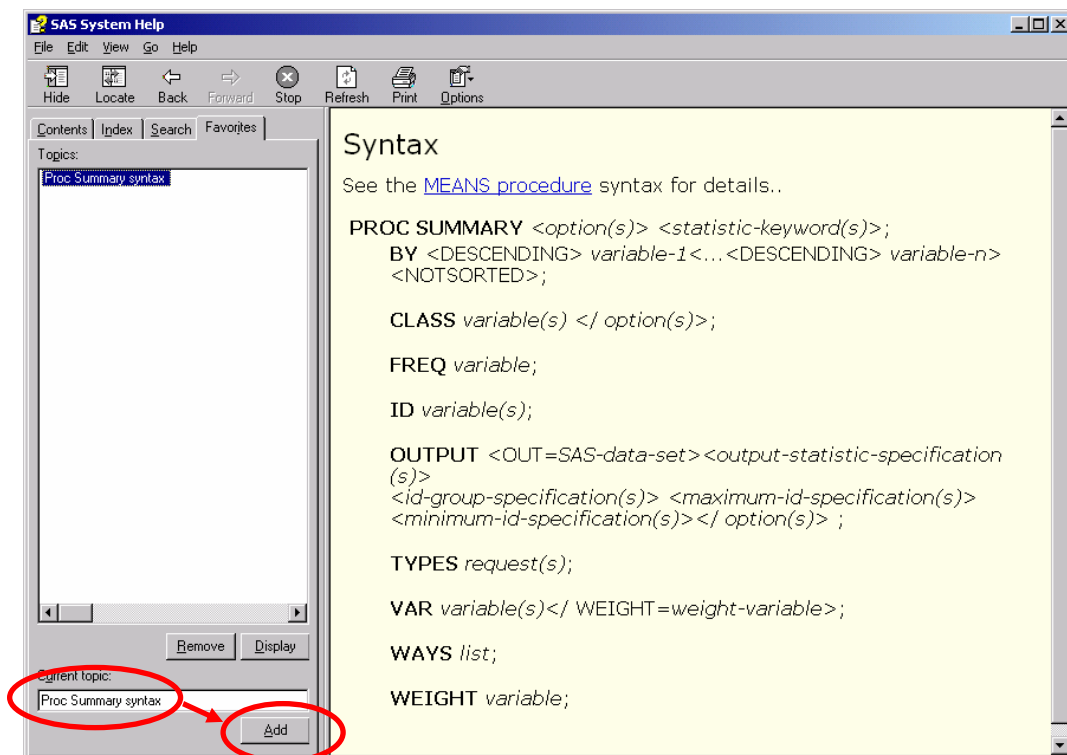 SAS System Help
File Edit View Go Help
Hide Locate Back Forward Stop Refresh Print Options
Contents Index Search Favorites
Topics:
Proc Summary syntax
Remove Display
Current topic:
Proc Summary syntax
Add
Syntax
See the MEANS procedure syntax for details..
PROC SUMMARY <option(s)> <statistic-keyword(s)>;
BY <DESCENDING> variable-1<...<DESCENDING> variable-n>
<NOTSORTED>;
CLASS variable(s) </ option(s)>;
FREQ variable;
ID variable(s);
OUTPUT <OUT=SAS-data-set><output-statistic-specification
(s)>
<id-group-specification(s)> <maximum-id-specification(s)>
<minimum-id-specification(s)></ option(s)> ;
TYPES request(s);
VAR variable(s)</ WEIGHT=weight-variable>;
WAYS list;
WEIGHT variable;